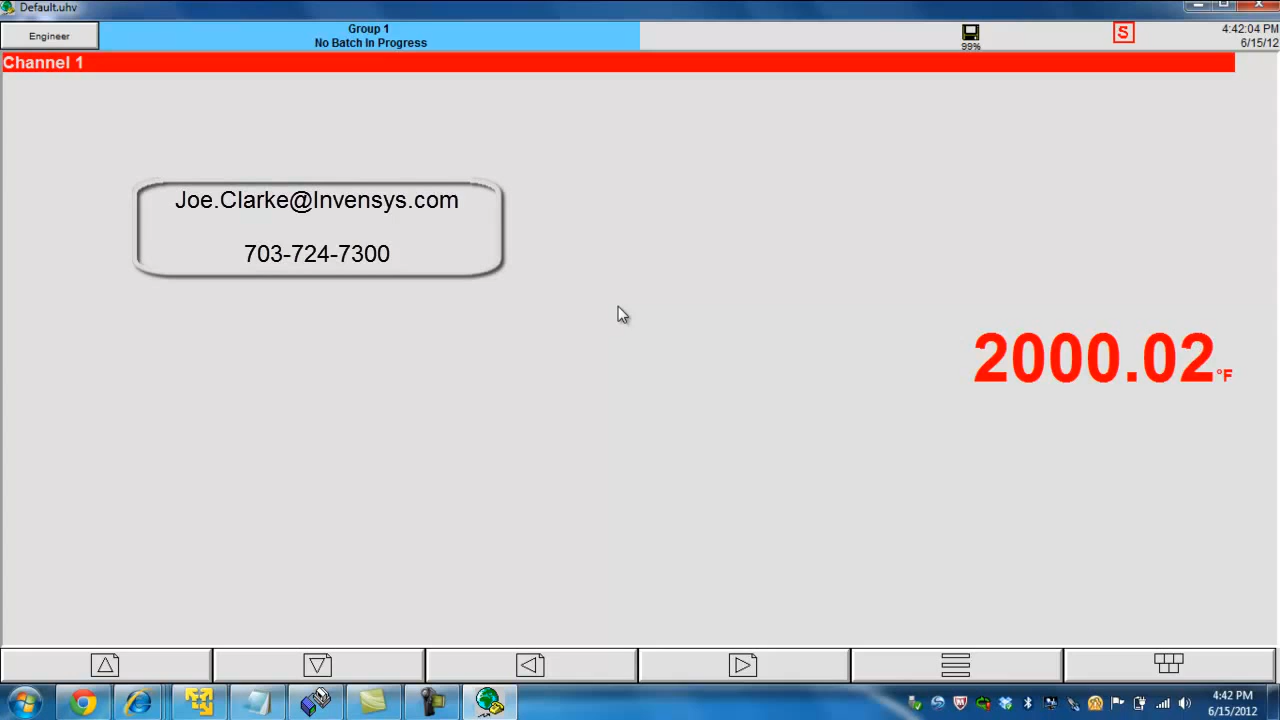 Default.uhv
Engineer
Group 1
No Batch In Progress
99%
S
4:42:04 PM
6/15/12
Channel 1
Joe.Clarke@Invensys.com
703-724-7300
2000.02°F
4:42 PM
6/15/2012